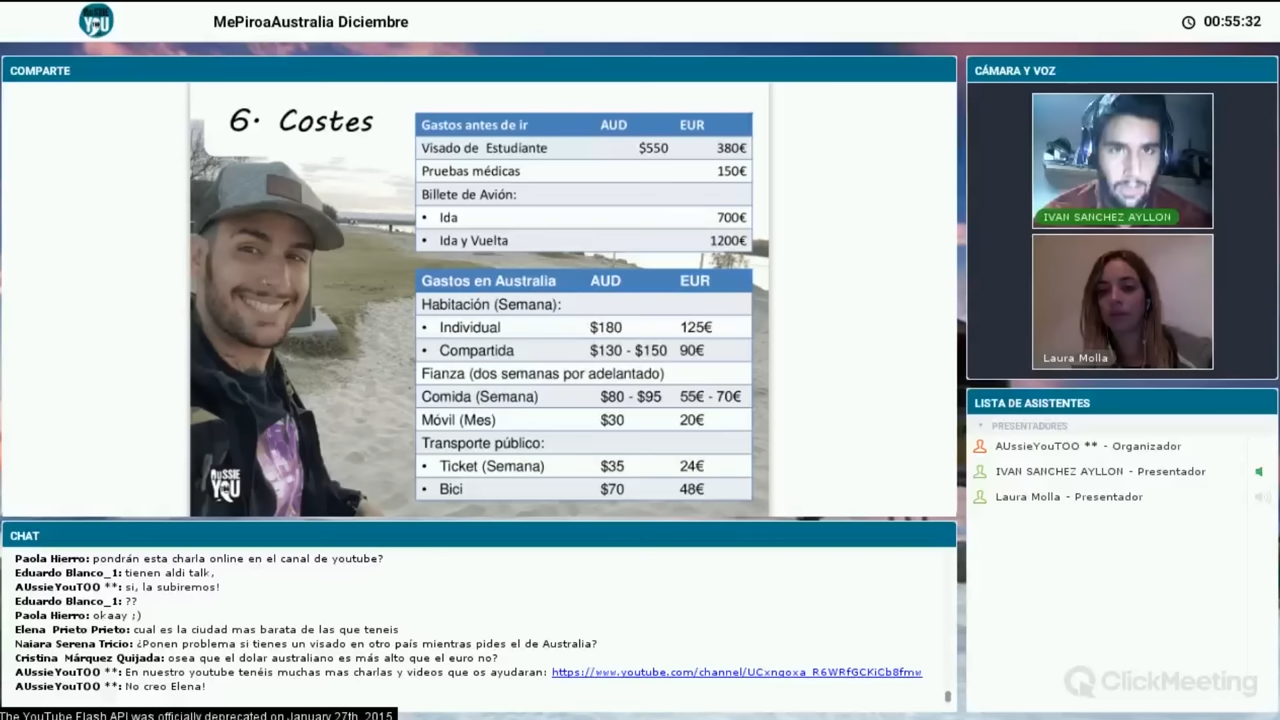 MePiroaAustralia Diciembre
00:55:32
COMPARTE
6. Costes
Gastos antes de ir AUD EUR
Visado de Estudiante $550 380€
Pruebas médicas 150€
Billete de Avión:
• Ida 700€
• Ida y Vuelta 1200€
Gastos en Australia AUD EUR
Habitación (Semana):
• Individual $180 125€
• Compartida $130 - $150 90€
Fianza (dos semanas por adelantado)
Comida (Semana) $80 - $95 55€ - 70€
Móvil (Mes) $30 20€
Transporte público:
• Ticket (Semana) $35 24€
• Bici $70 48€
AUSSIE
YOU
CÁMARA Y VOZ
IVAN SANCHEZ AYLLON
Laura Molla
LISTA DE ASISTENTES
PRESENTADORES
AUssieYouTOO ** - Organizador
IVAN SANCHEZ AYLLON - Presentador
Laura Molla - Presentador
CHAT
Paola Hierro: pondrán esta charla online en el canal de youtube?
Eduardo Blanco_1: tienen aldi talk,
AUssieYouTOO **: si, la subiremos!
Eduardo Blanco_1: ??
Paola Hierro: okaay ;)
Elena Prieto Prieto: cual es la ciudad mas barata de las que teneis
Naiara Serena Tricio: ¿Ponen problema si tienes un visado en otro país mientras pides el de Australia?
Cristina Márquez Quijada: osea que el dolar australiano es más alto que el euro no?
AUssieYouTOO **: En nuestro youtube tenéis muchas mas charlas y videos que os ayudaran: https://www.youtube.com/channel/UCxngoxa_R6WRfGCKiCb8fmw
AUssieYouTOO **: No creo Elena!
ClickMeeting
The YouTube Flash API was officially deprecated on January 27th, 2015